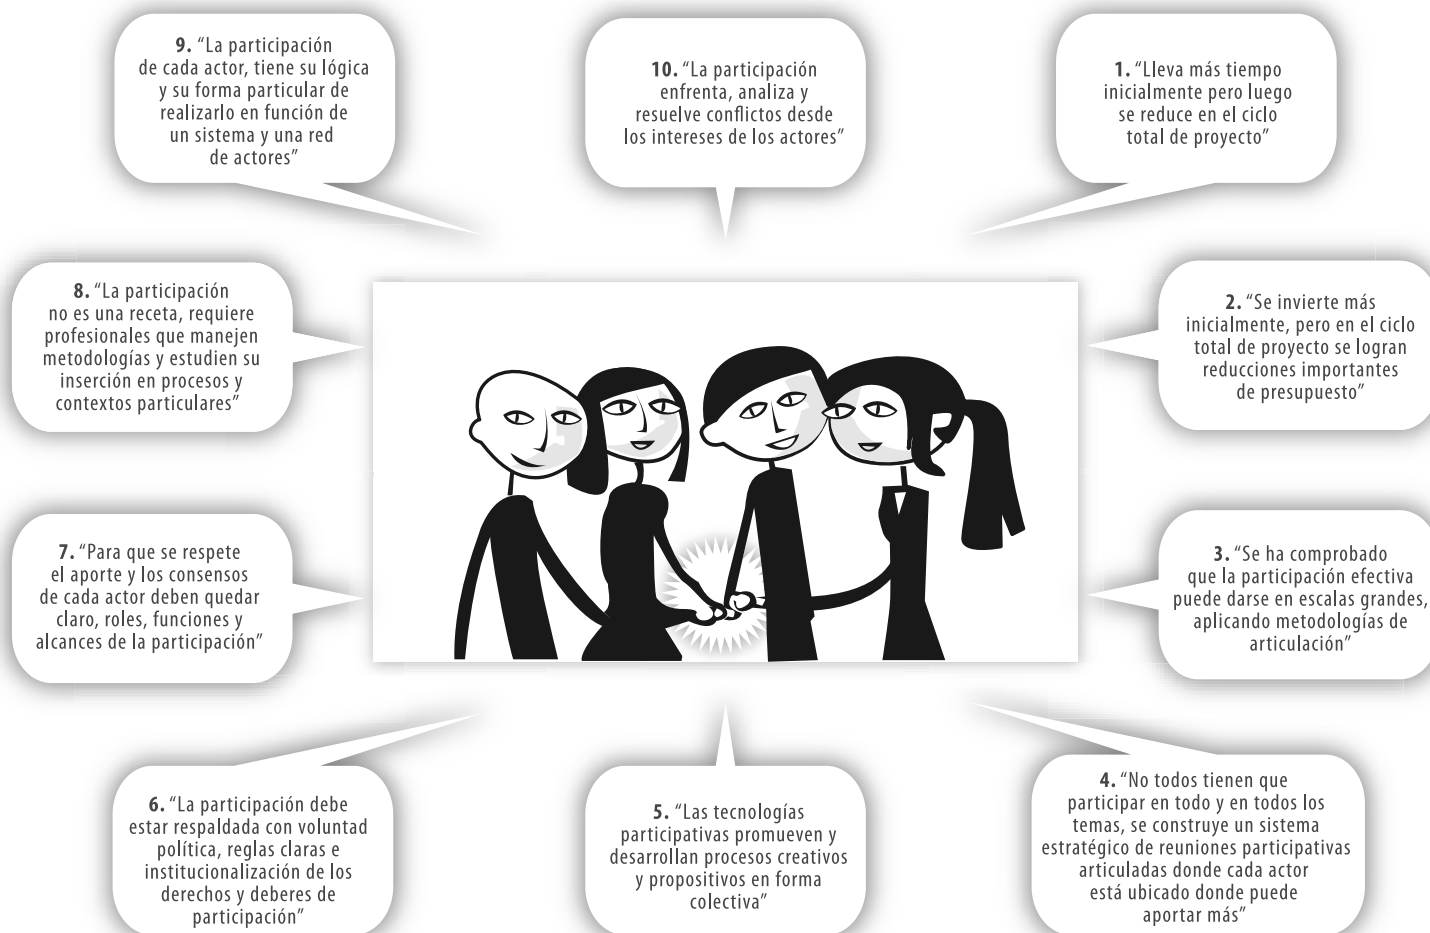 9. “La participación
de cada actor, tiene su lógica
y su forma particular de
realizarlo en función de
un sistema y una red
de actores”
10. “La participación
enfrenta, analiza y
resuelve conflictos desde
los intereses de los actores”
1. “Lleva más tiempo
inicialmente pero luego
se reduce en el ciclo
total de proyecto”
8. “La participación
no es una receta, requiere
profesionales que manejen
metodologías y estudien su
inserción en procesos y
contextos particulares”
2. “Se invierte más
inicialmente, pero en el ciclo
total de proyecto se logran
reducciones importantes
de presupuesto”
7. “Para que se respete
el aporte y los consensos
de cada actor deben quedar
claro, roles, funciones y
alcances de la participación”
3. “Se ha comprobado
que la participación efectiva
puede darse en escalas grandes,
aplicando metodologías de
articulación”
6. “La participación debe
estar respaldada con voluntad
política, reglas claras e
institucionalización de los
derechos y deberes de
participación”
5. “Las tecnologías
participativas promueven y
desarrollan procesos creativos
y propositivos en forma
colectiva”
4. “No todos tienen que
participar en todo y en todos los
temas, se construye un sistema
estratégico de reuniones participativas
articuladas donde cada actor
está ubicado donde puede
aportar más”